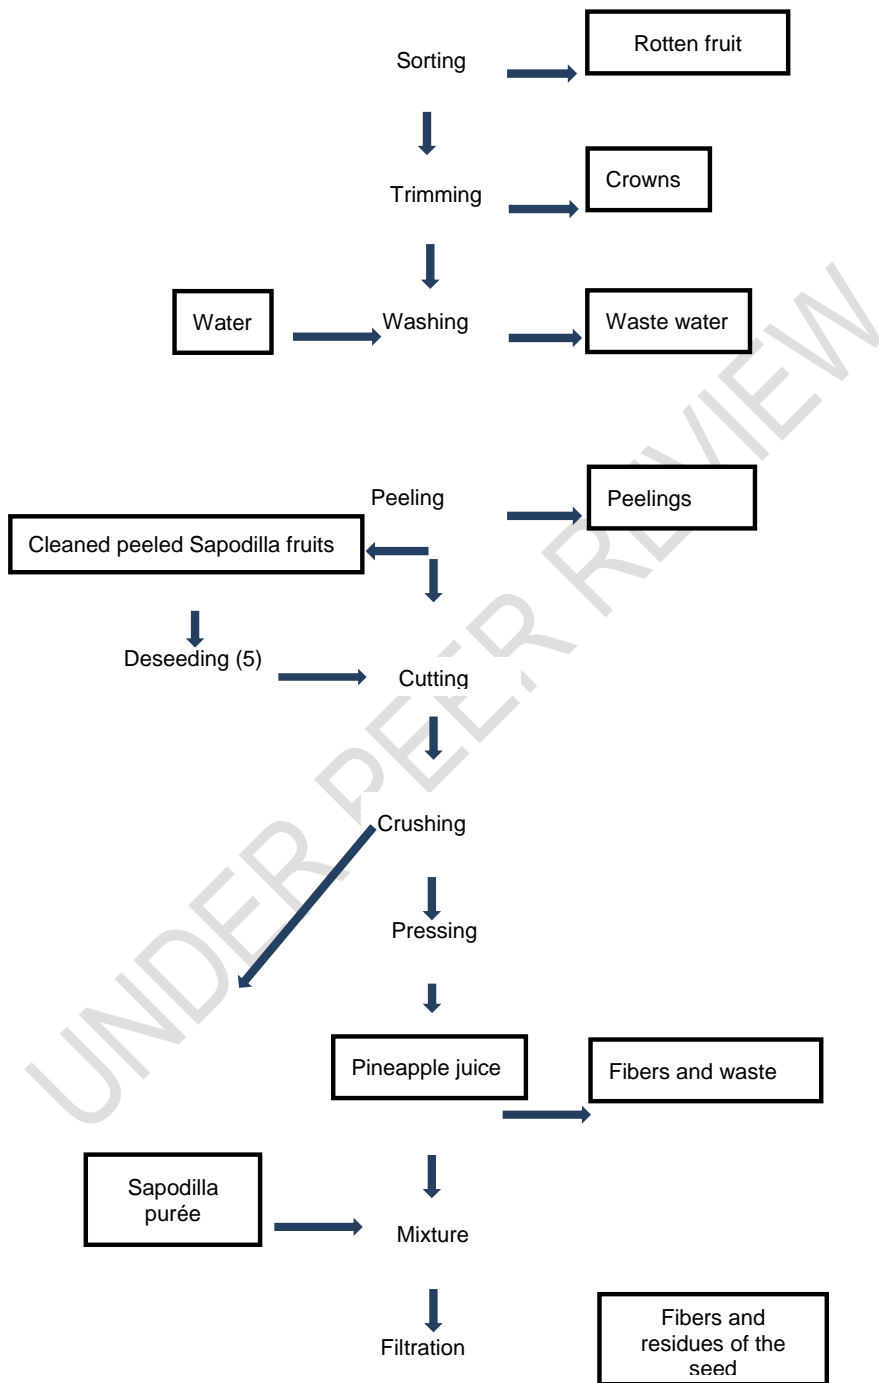 Rotten fruit
Sorting
Crowns
Trimming
Water
Washing
Waste water
Peeling
Peelings
Cleaned peeled Sapodilla fruits
Deseeding (5)
Cutting
Crushing
Pressing
Pineapple juice
Fibers and waste
Sapodilla
purée
Mixture
Filtration
Fibers and
residues of the
seed
UNDER PEER REVIEW